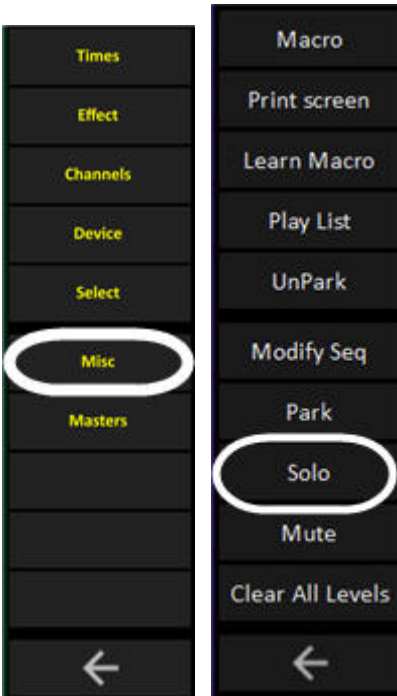 Times
Effect
Channels
Device
Select
Misc
Masters
Macro
Print screen
Learn Macro
Play List
UnPark
Modify Seq
Park
Solo
Mute
Clear All Levels